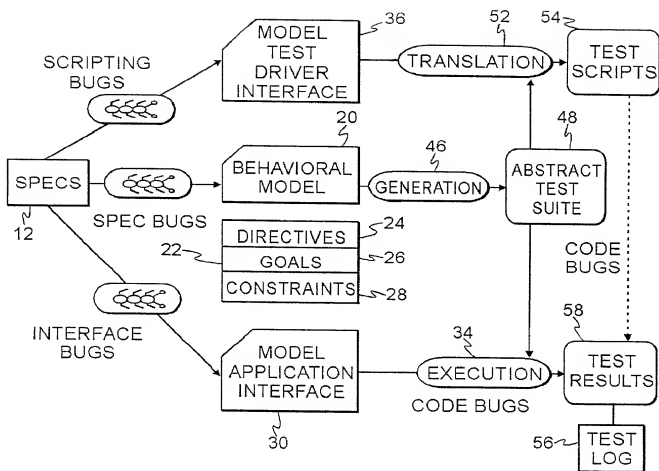 36
MODEL
TEST
DRIVER
INTERFACE
52
TRANSLATION
54
TEST
SCRIPTS
SCRIPTING
BUGS
20
BEHAVIORAL
MODEL
46
GENERATION
48
ABSTRACT
TEST
SUITE
SPECS
12
SPEC BUGS
22
DIRECTIVES
24
GOALS
26
CONSTRAINTS
28
CODE
BUGS
INTERFACE
BUGS
MODEL
APPLICATION
INTERFACE
30
34
EXECUTION
CODE BUGS
58
TEST
RESULTS
56
TEST
LOG